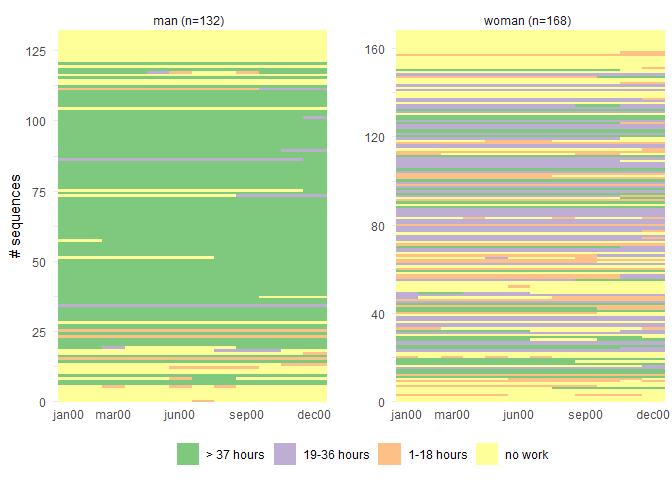 man (n=132)
woman (n=168)
# sequences
125
100
75
50
25
0
160
120
80
40
0
jan00 mar00 jun00 sep00 dec00
jan00 mar00 jun00 sep00 dec00
> 37 hours 19-36 hours 1-18 hours no work